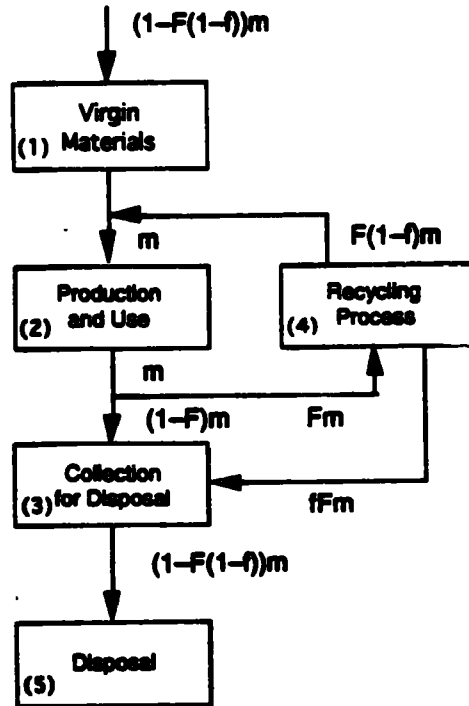 (1-F(1-f))m
Virgin
Materials
(1)
m
F(1-f)m
Production
and Use
(2)
Recycling
Process
(4)
m
(1-F)m
Fm
Collection
for Disposal
(3)
fFm
(1-F(1-f))m
Disposal
(5)